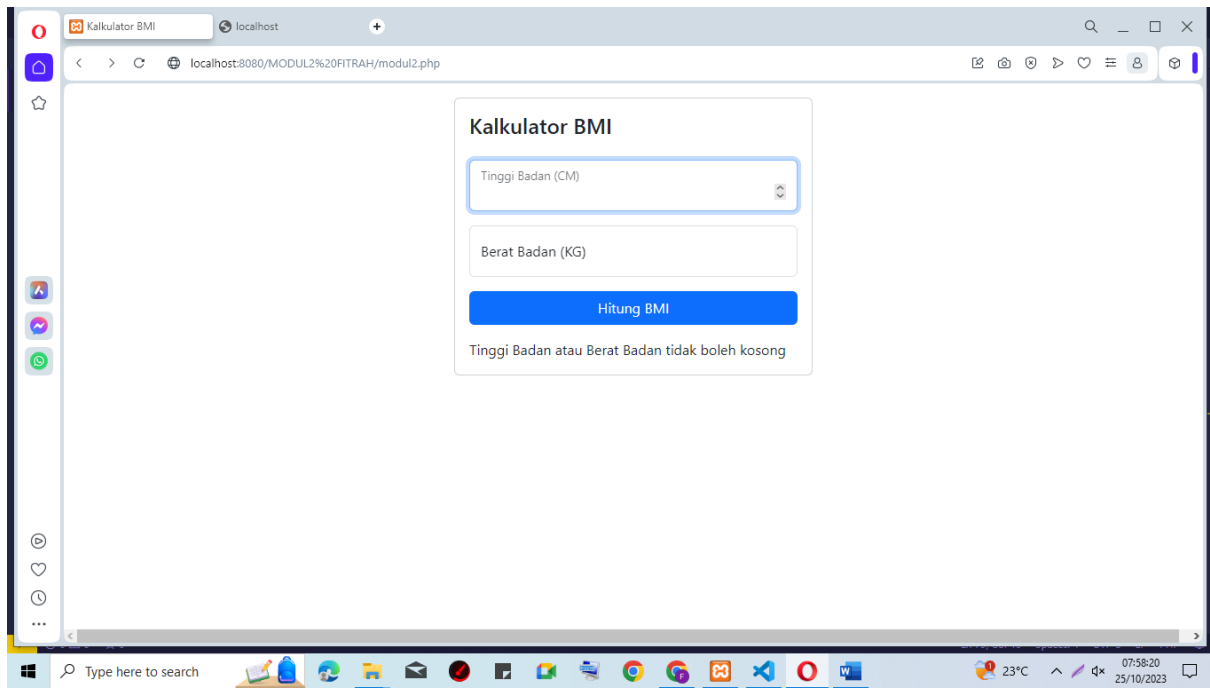 Kalkulator BMI
localhost
localhost:8080/MODUL2%20FITRAH/modul2.php
Kalkulator BMI
Tinggi Badan (CM)
Berat Badan (KG)
Hitung BMI
Tinggi Badan atau Berat Badan tidak boleh kosong
Type here to search
23°C
07:58:20
25/10/2023